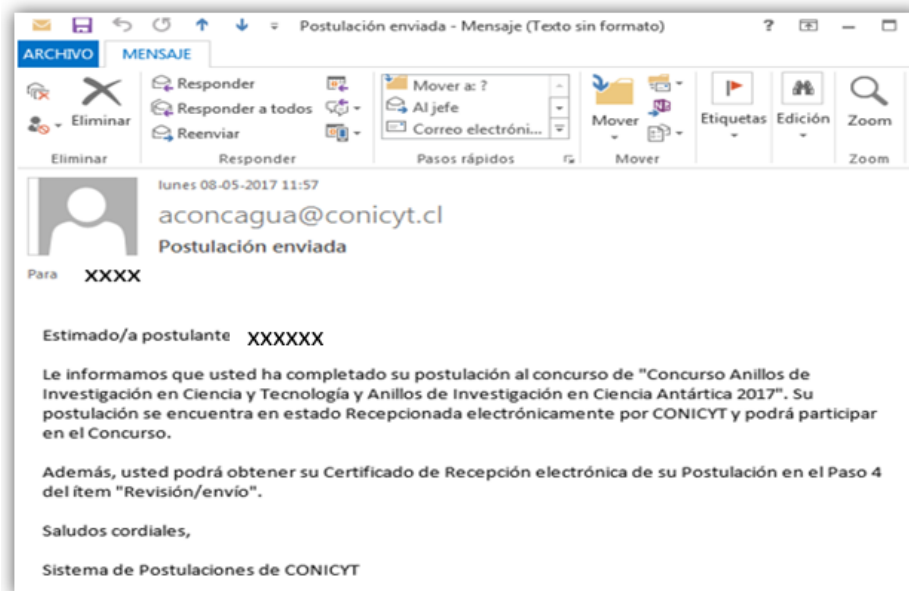 Postulación enviada - Mensaje (Texto sin formato) ?
ARCHIVO MENSAJE
Eliminar
Responder
Responder a todos
Reenviar
Mover a: ?
Al jefe
Correo electróni...
Mover
Etiquetas
Edición
Zoom
Eliminar Responder Pasos rápidos Mover Zoom
lunes 08-05-2017 11:57
aconcagua@conicyt.cl
Postulación enviada
Para XXXX
Estimado/a postulante XXXXXX
Le informamos que usted ha completado su postulación al concurso de "Concurso Anillos de
Investigación en Ciencia y Tecnología y Anillos de Investigación en Ciencia Antártica 2017". Su
postulación se encuentra en estado Recepcionada electrónicamente por CONICYT y podrá participar
en el Concurso.
Además, usted podrá obtener su Certificado de Recepción electrónica de su Postulación en el Paso 4
del ítem "Revisión/envío".
Saludos cordiales,
Sistema de Postulaciones de CONICYT